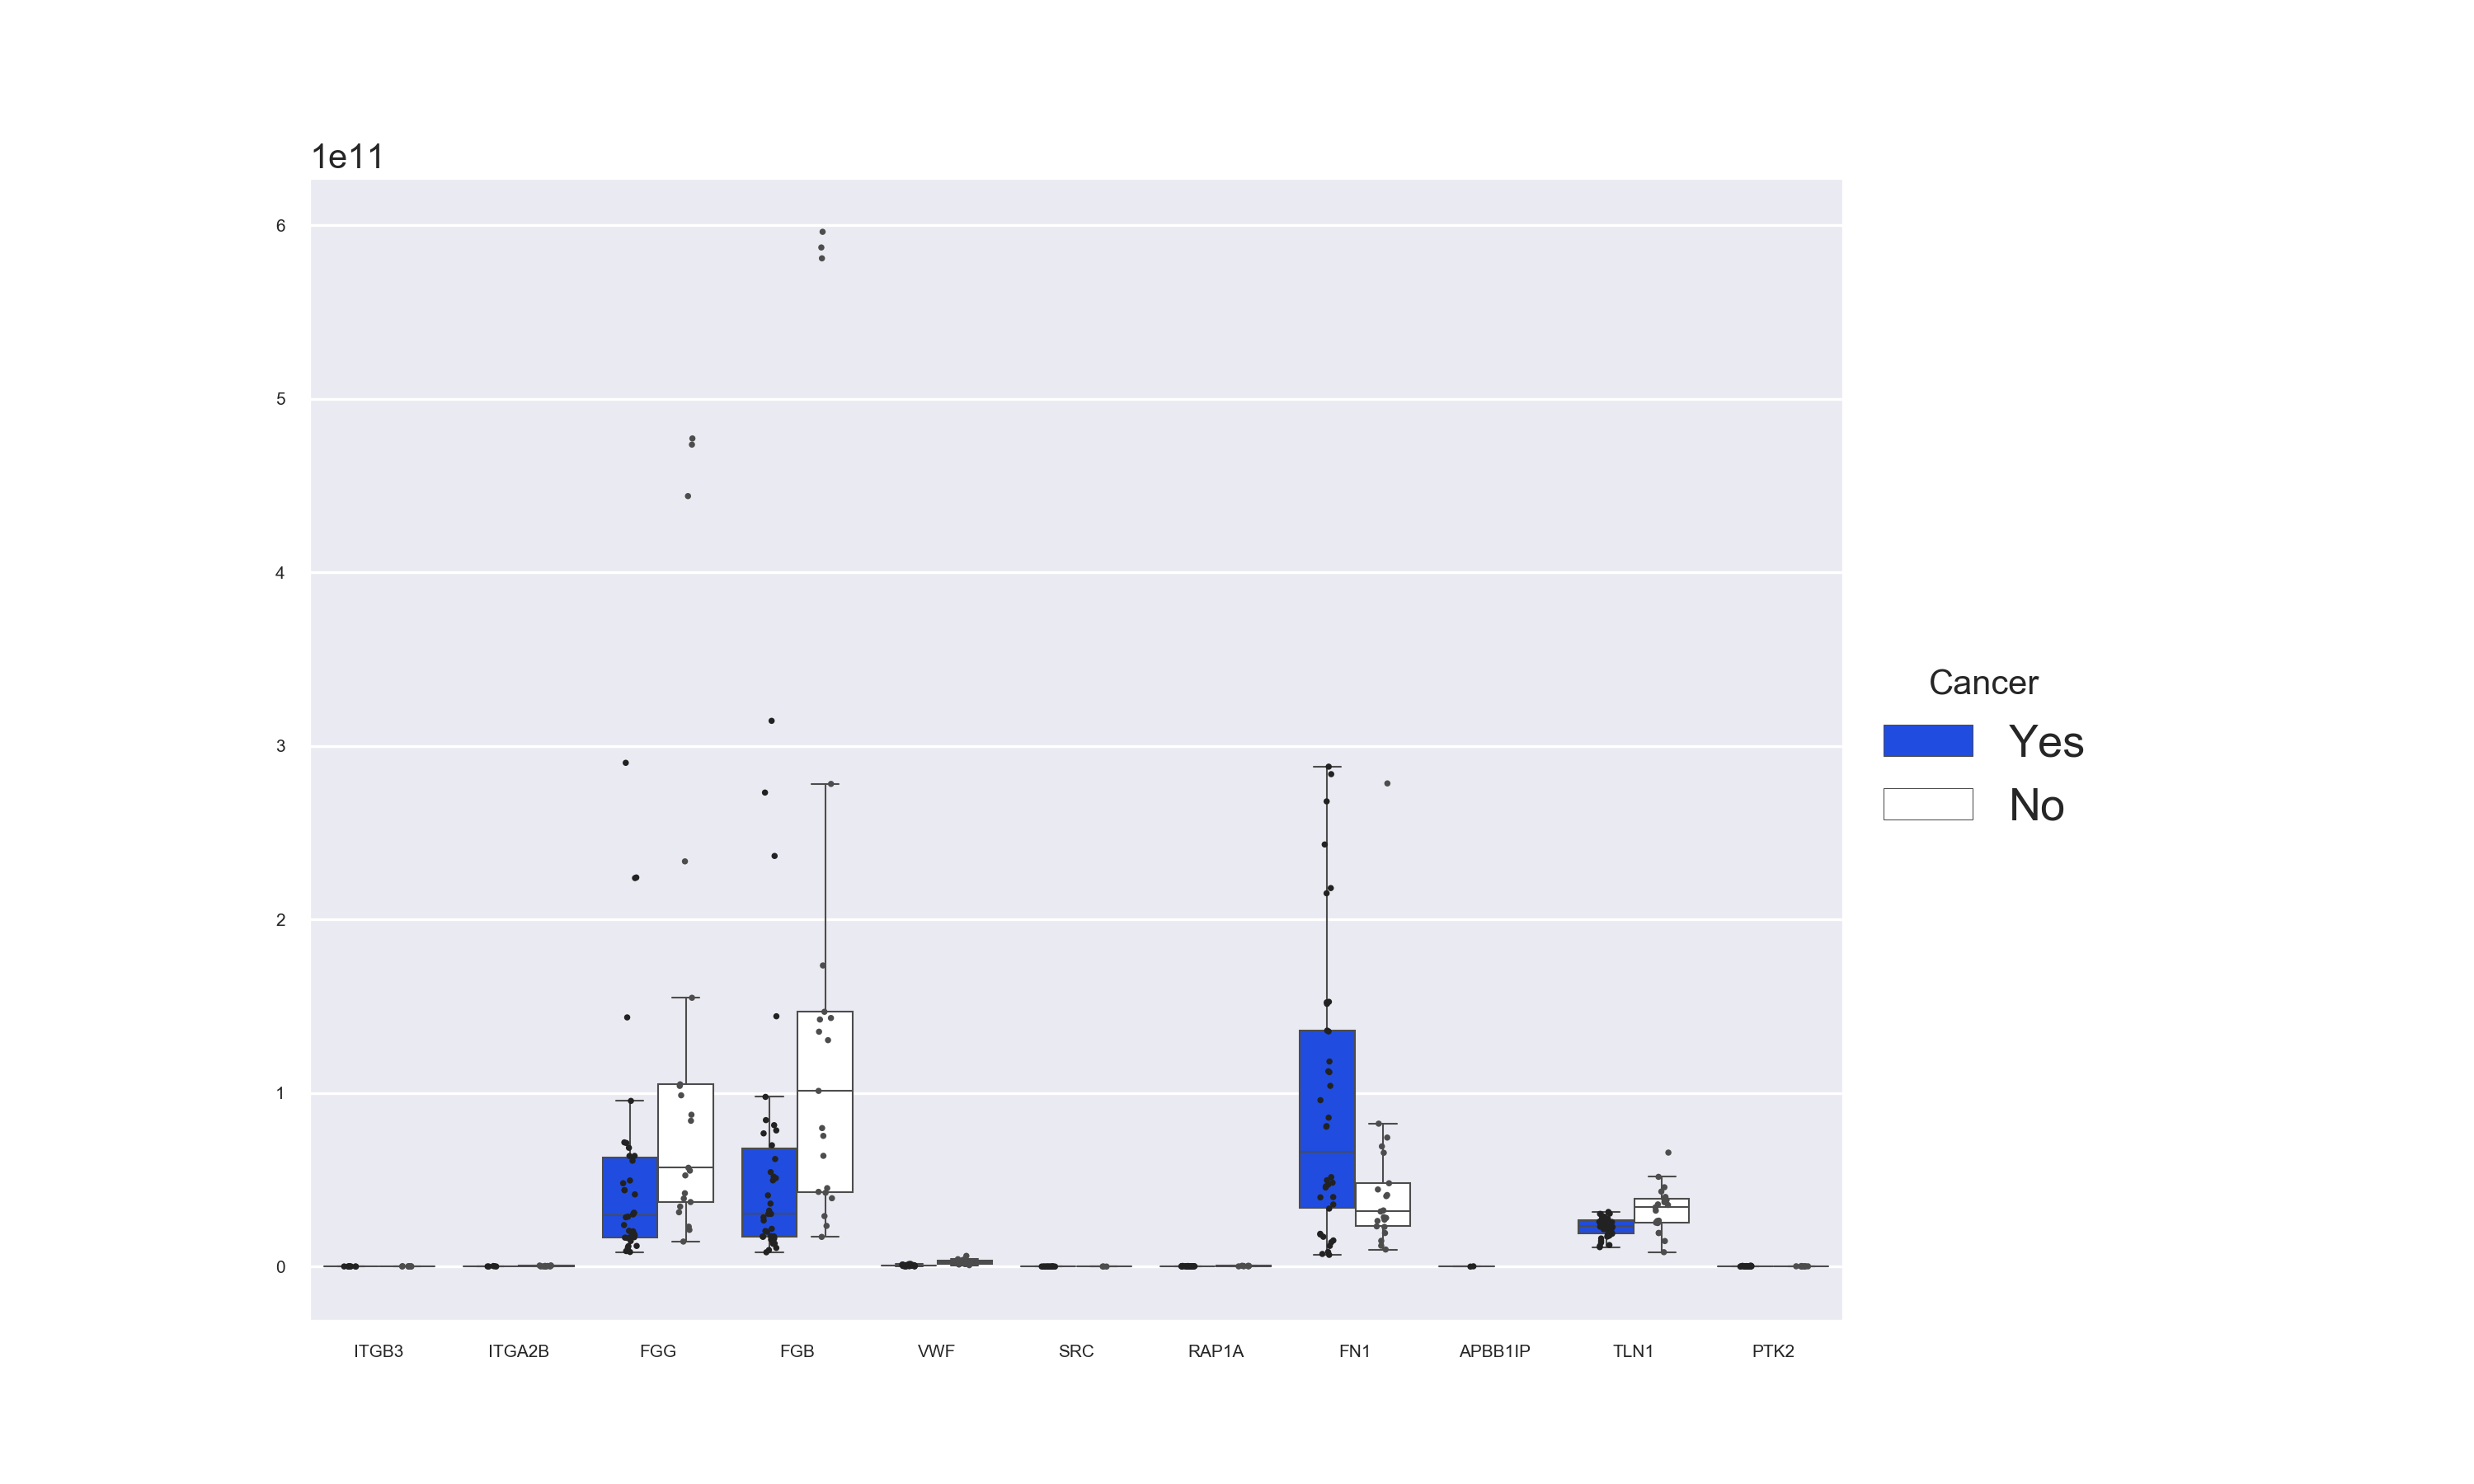 1e11
6
5
4
3
2
1
0
ITGB3 ITGA2B FGG FGB VWF SRC RAP1A FN1 APBB1IP TLN1 PTK2
Cancer
Yes
No